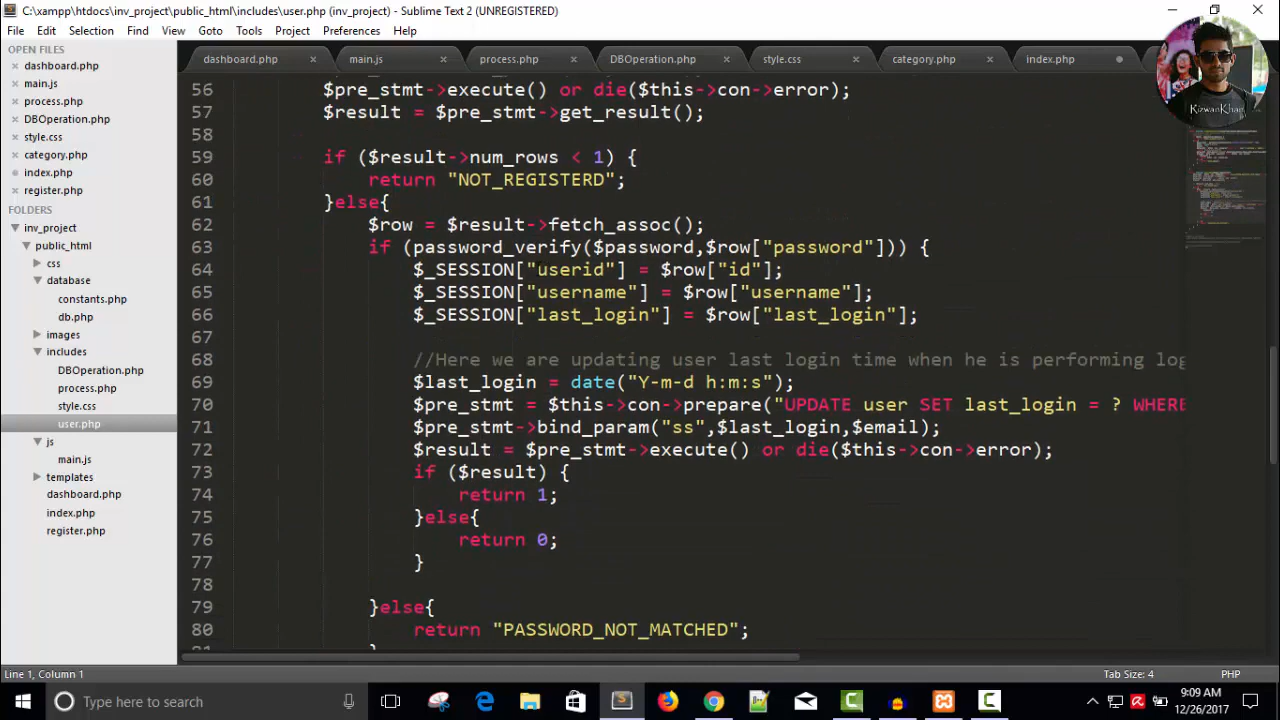 C:\xampp\htdocs\inv_project\public_html\includes\user.php (inv_project) - Sublime Text 2 (UNREGISTERED)
File Edit Selection Find View Goto Tools Project Preferences Help
OPEN FILES
dashboard.php
main.js
process.php
DBOperation.php
style.css
category.php
index.php
register.php
FOLDERS
inv_project
public_html
css
database
constants.php
db.php
images
includes
DBOperation.php
process.php
style.css
user.php
js
main.js
templates
dashboard.php
index.php
register.php
dashboard.php main.js process.php DBOperation.php style.css category.php index.php
RizwanKhan
56 $pre_stmt->execute() or die($this->con->error);
57 $result = $pre_stmt->get_result();
58
59 if ($result->num_rows < 1) {
60 return "NOT_REGISTERD";
61 }else{
62 $row = $result->fetch_assoc();
63 if (password_verify($password,$row["password"])) {
64 $_SESSION["userid"] = $row["id"];
65 $_SESSION["username"] = $row["username"];
66 $_SESSION["last_login"] = $row["last_login"];
67
68 //Here we are updating user last login time when he is performing log
69 $last_login = date("Y-m-d h:m:s");
70 $pre_stmt = $this->con->prepare("UPDATE user SET last_login = ? WHERE
71 $pre_stmt->bind_param("ss",$last_login,$email);
72 $result = $pre_stmt->execute() or die($this->con->error);
73 if ($result) {
74 return 1;
75 }else{
76 return 0;
77 }
78
79 }else{
80 return "PASSWORD_NOT_MATCHED";
Line 1, Column 1 Tab Size: 4 PHP
Type here to search
9:09 AM
12/26/2017